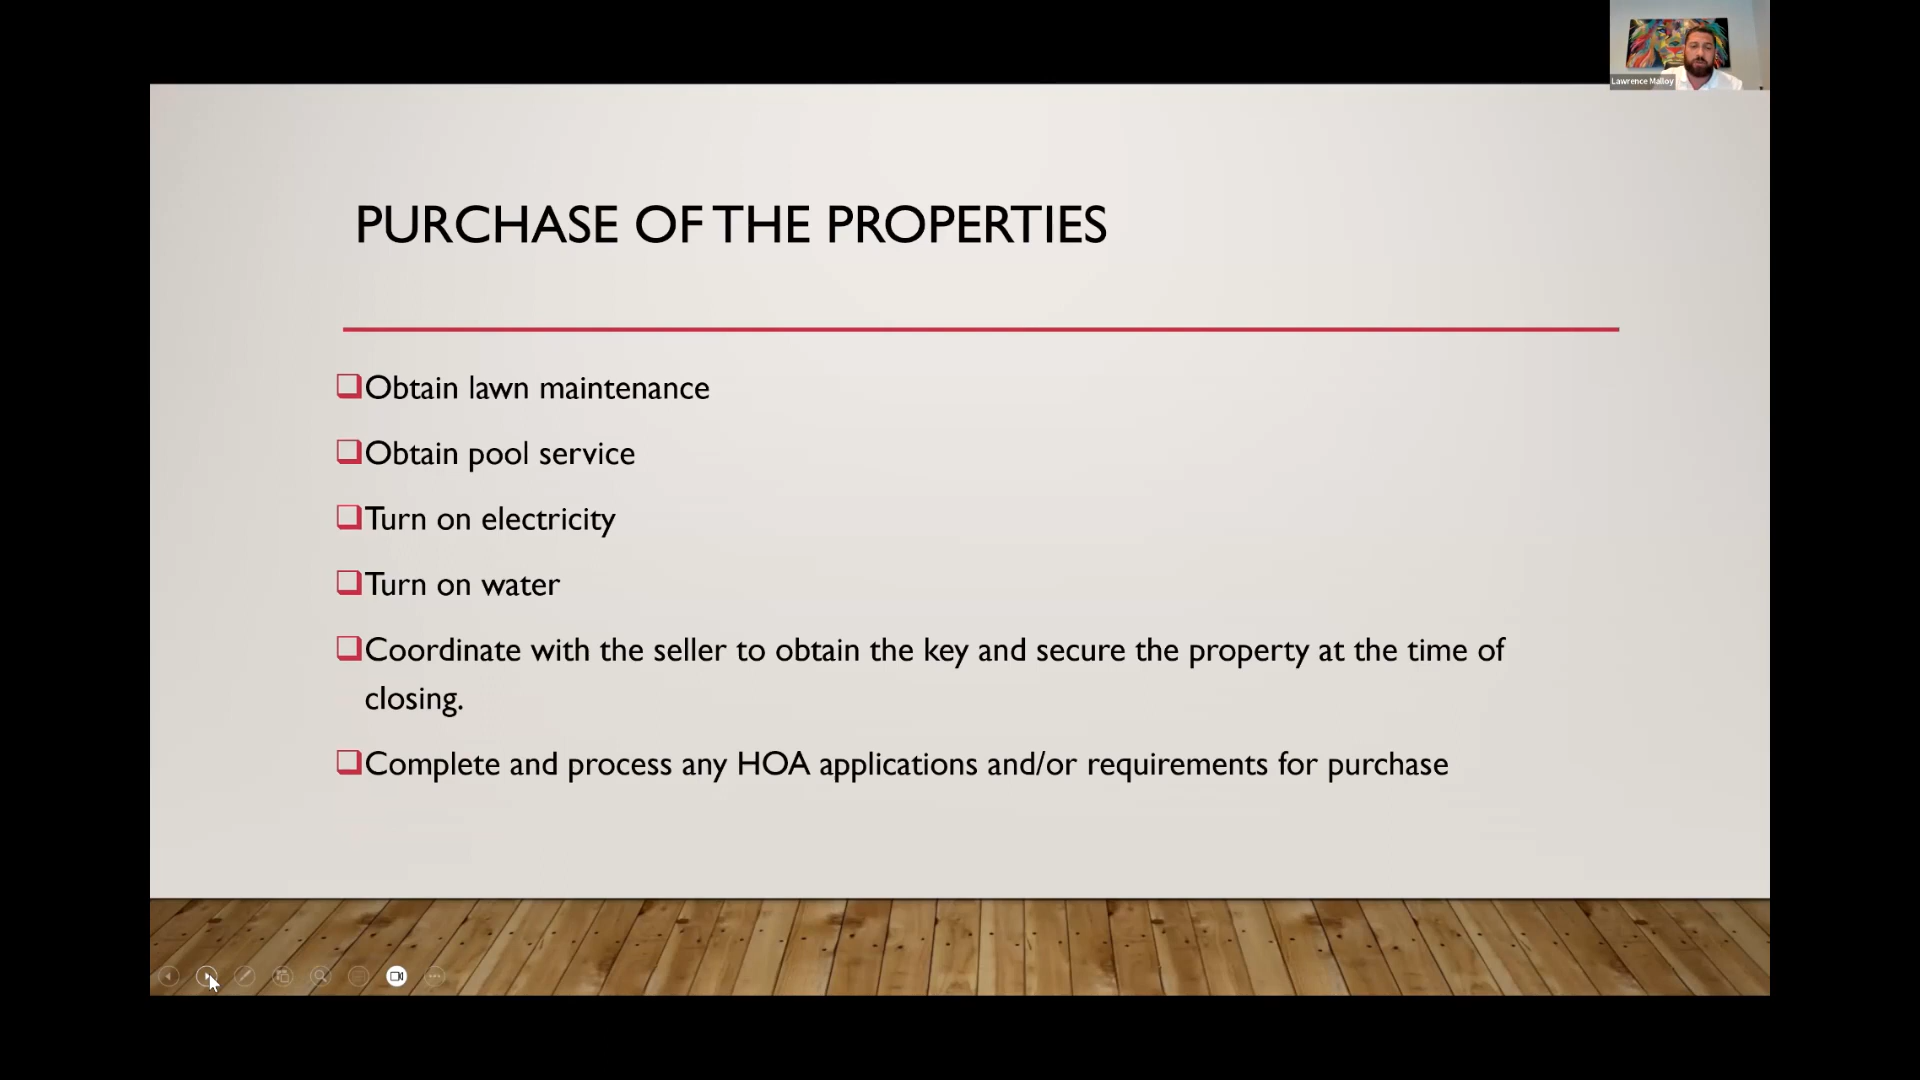 Lawrence Malloy
PURCHASE OF THE PROPERTIES
Obtain lawn maintenance
Obtain pool service
Turn on electricity
Turn on water
Coordinate with the seller to obtain the key and secure the property at the time of
closing.
Complete and process any HOA applications and/or requirements for purchase